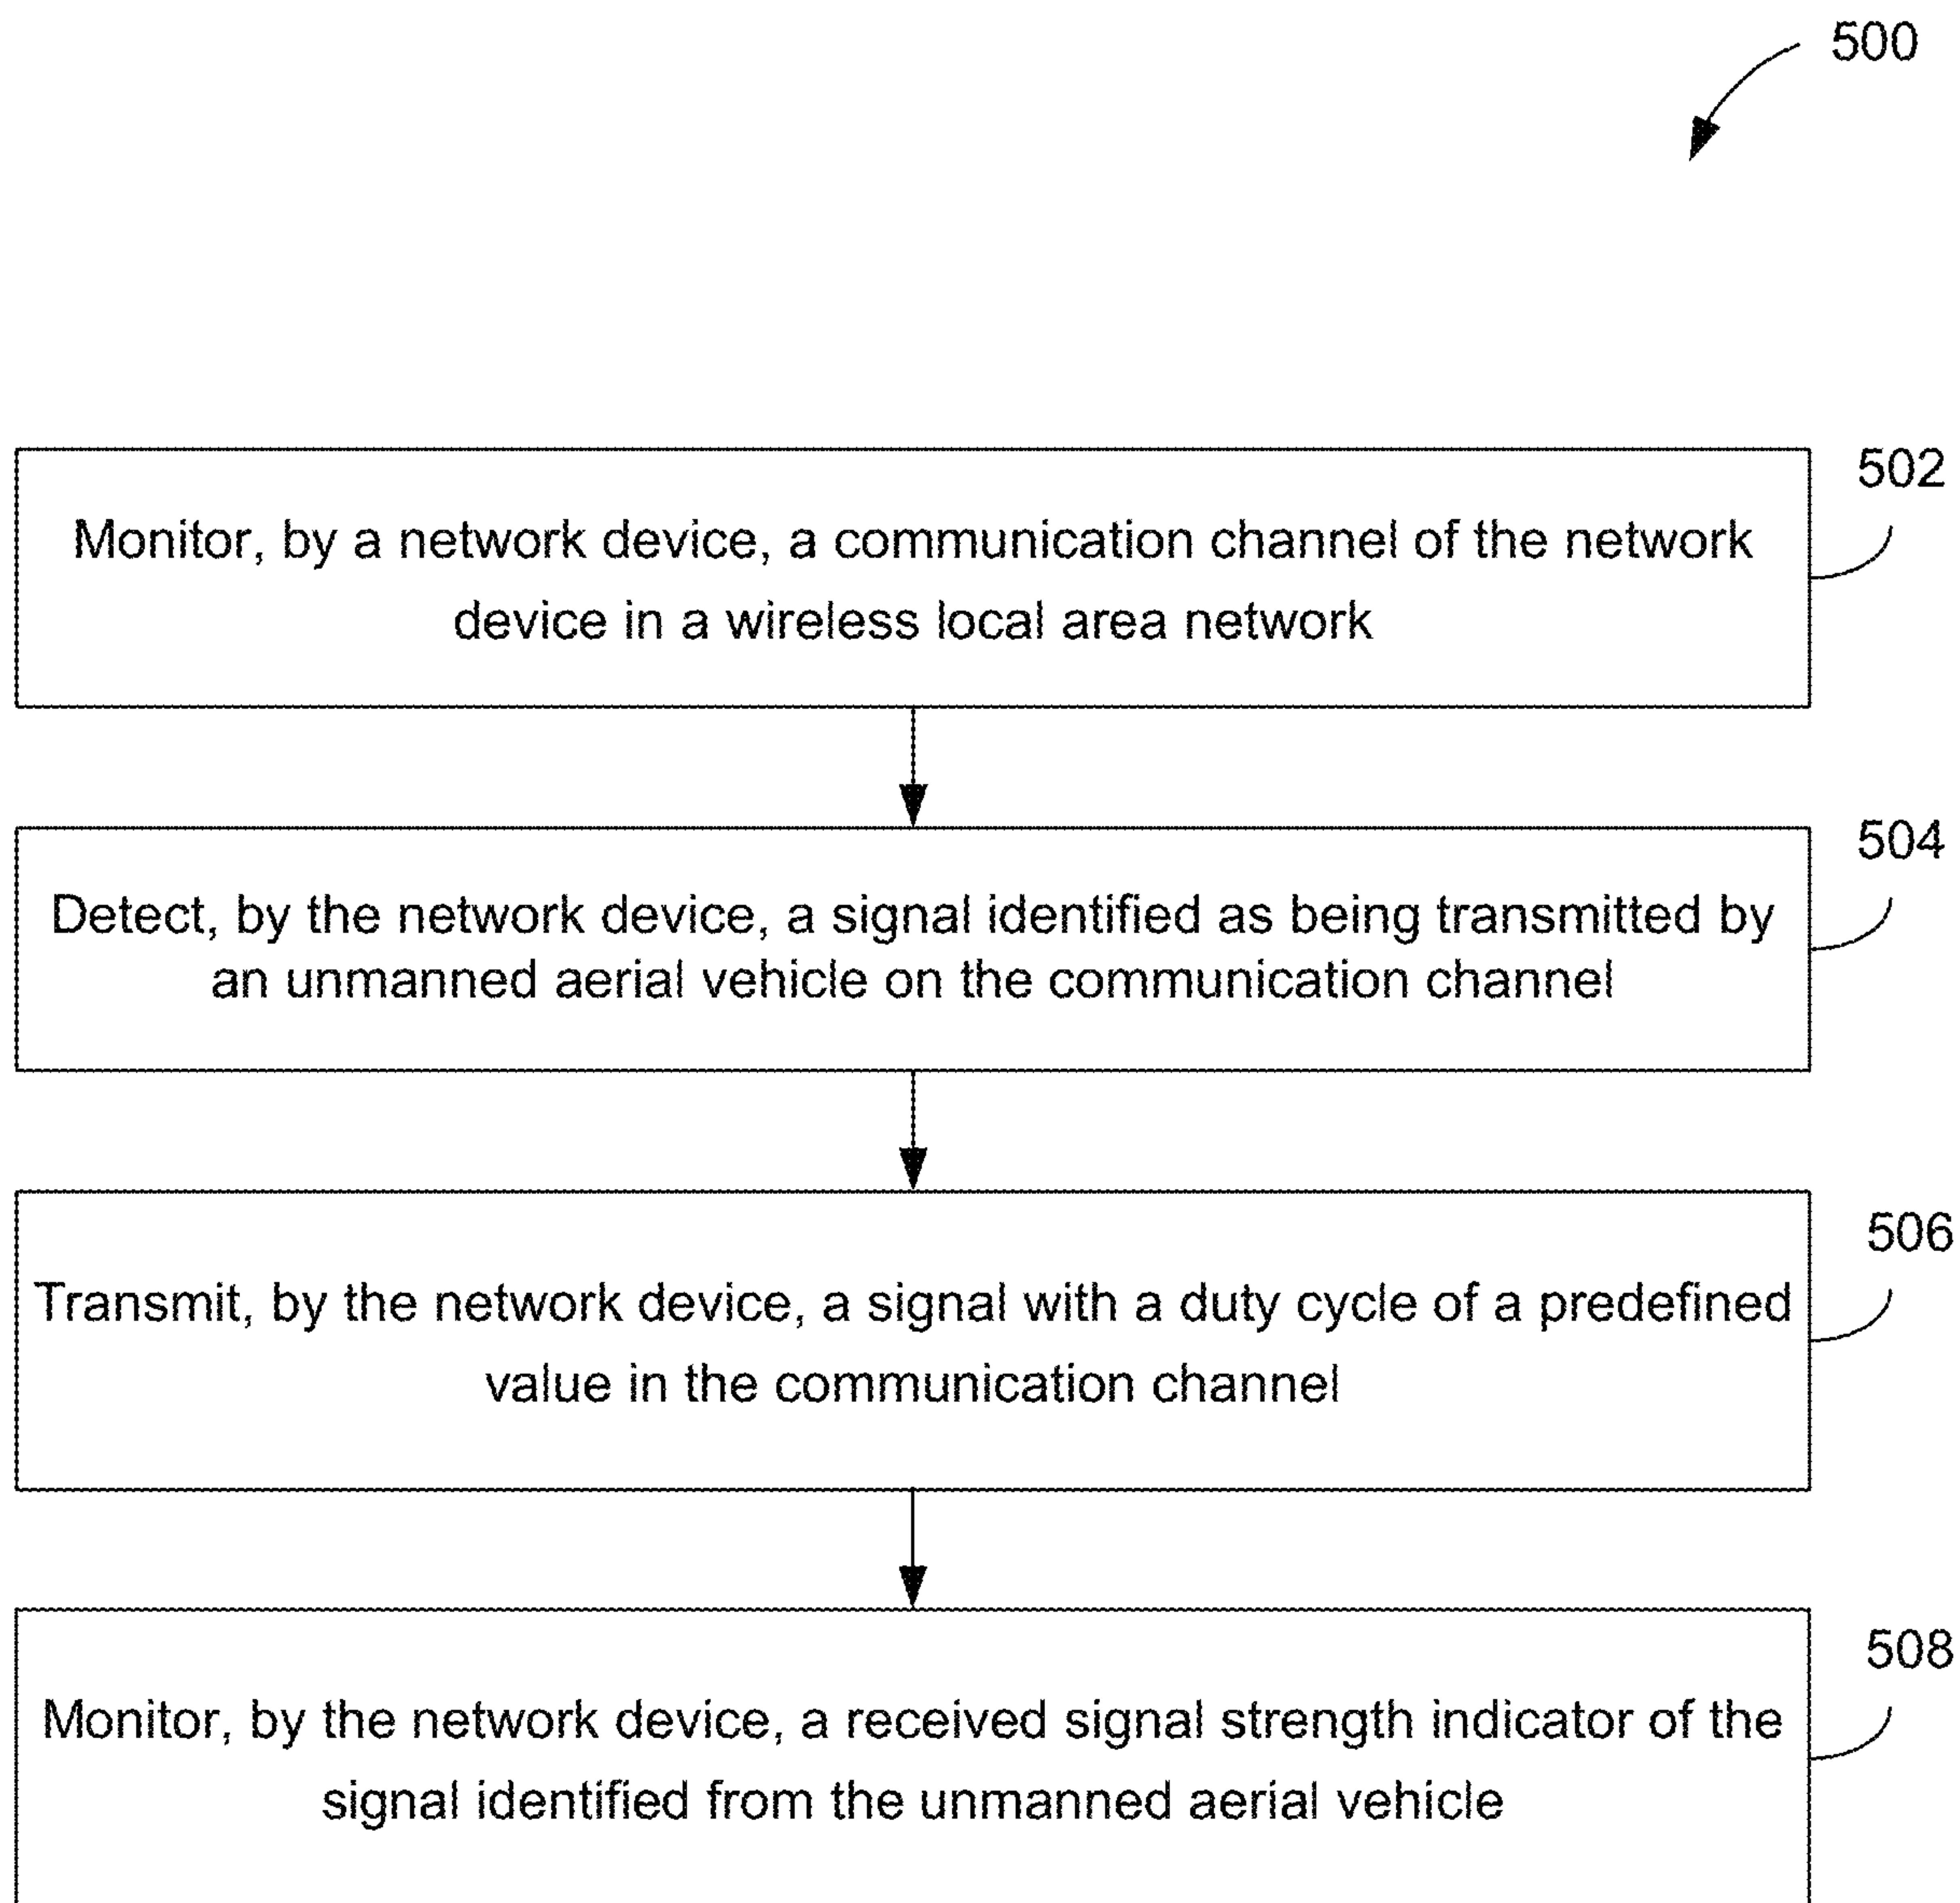 500
502
Monitor, by a network device, a communication channel of the network
device in a wireless local area network
504
Detect, by the network device, a signal identified as being transmitted by
an unmanned aerial vehicle on the communication channel
506
Transmit, by the network device, a signal with a duty cycle of a predefined
value in the communication channel
508
Monitor, by the network device, a received signal strength indicator of the
signal identified from the unmanned aerial vehicle